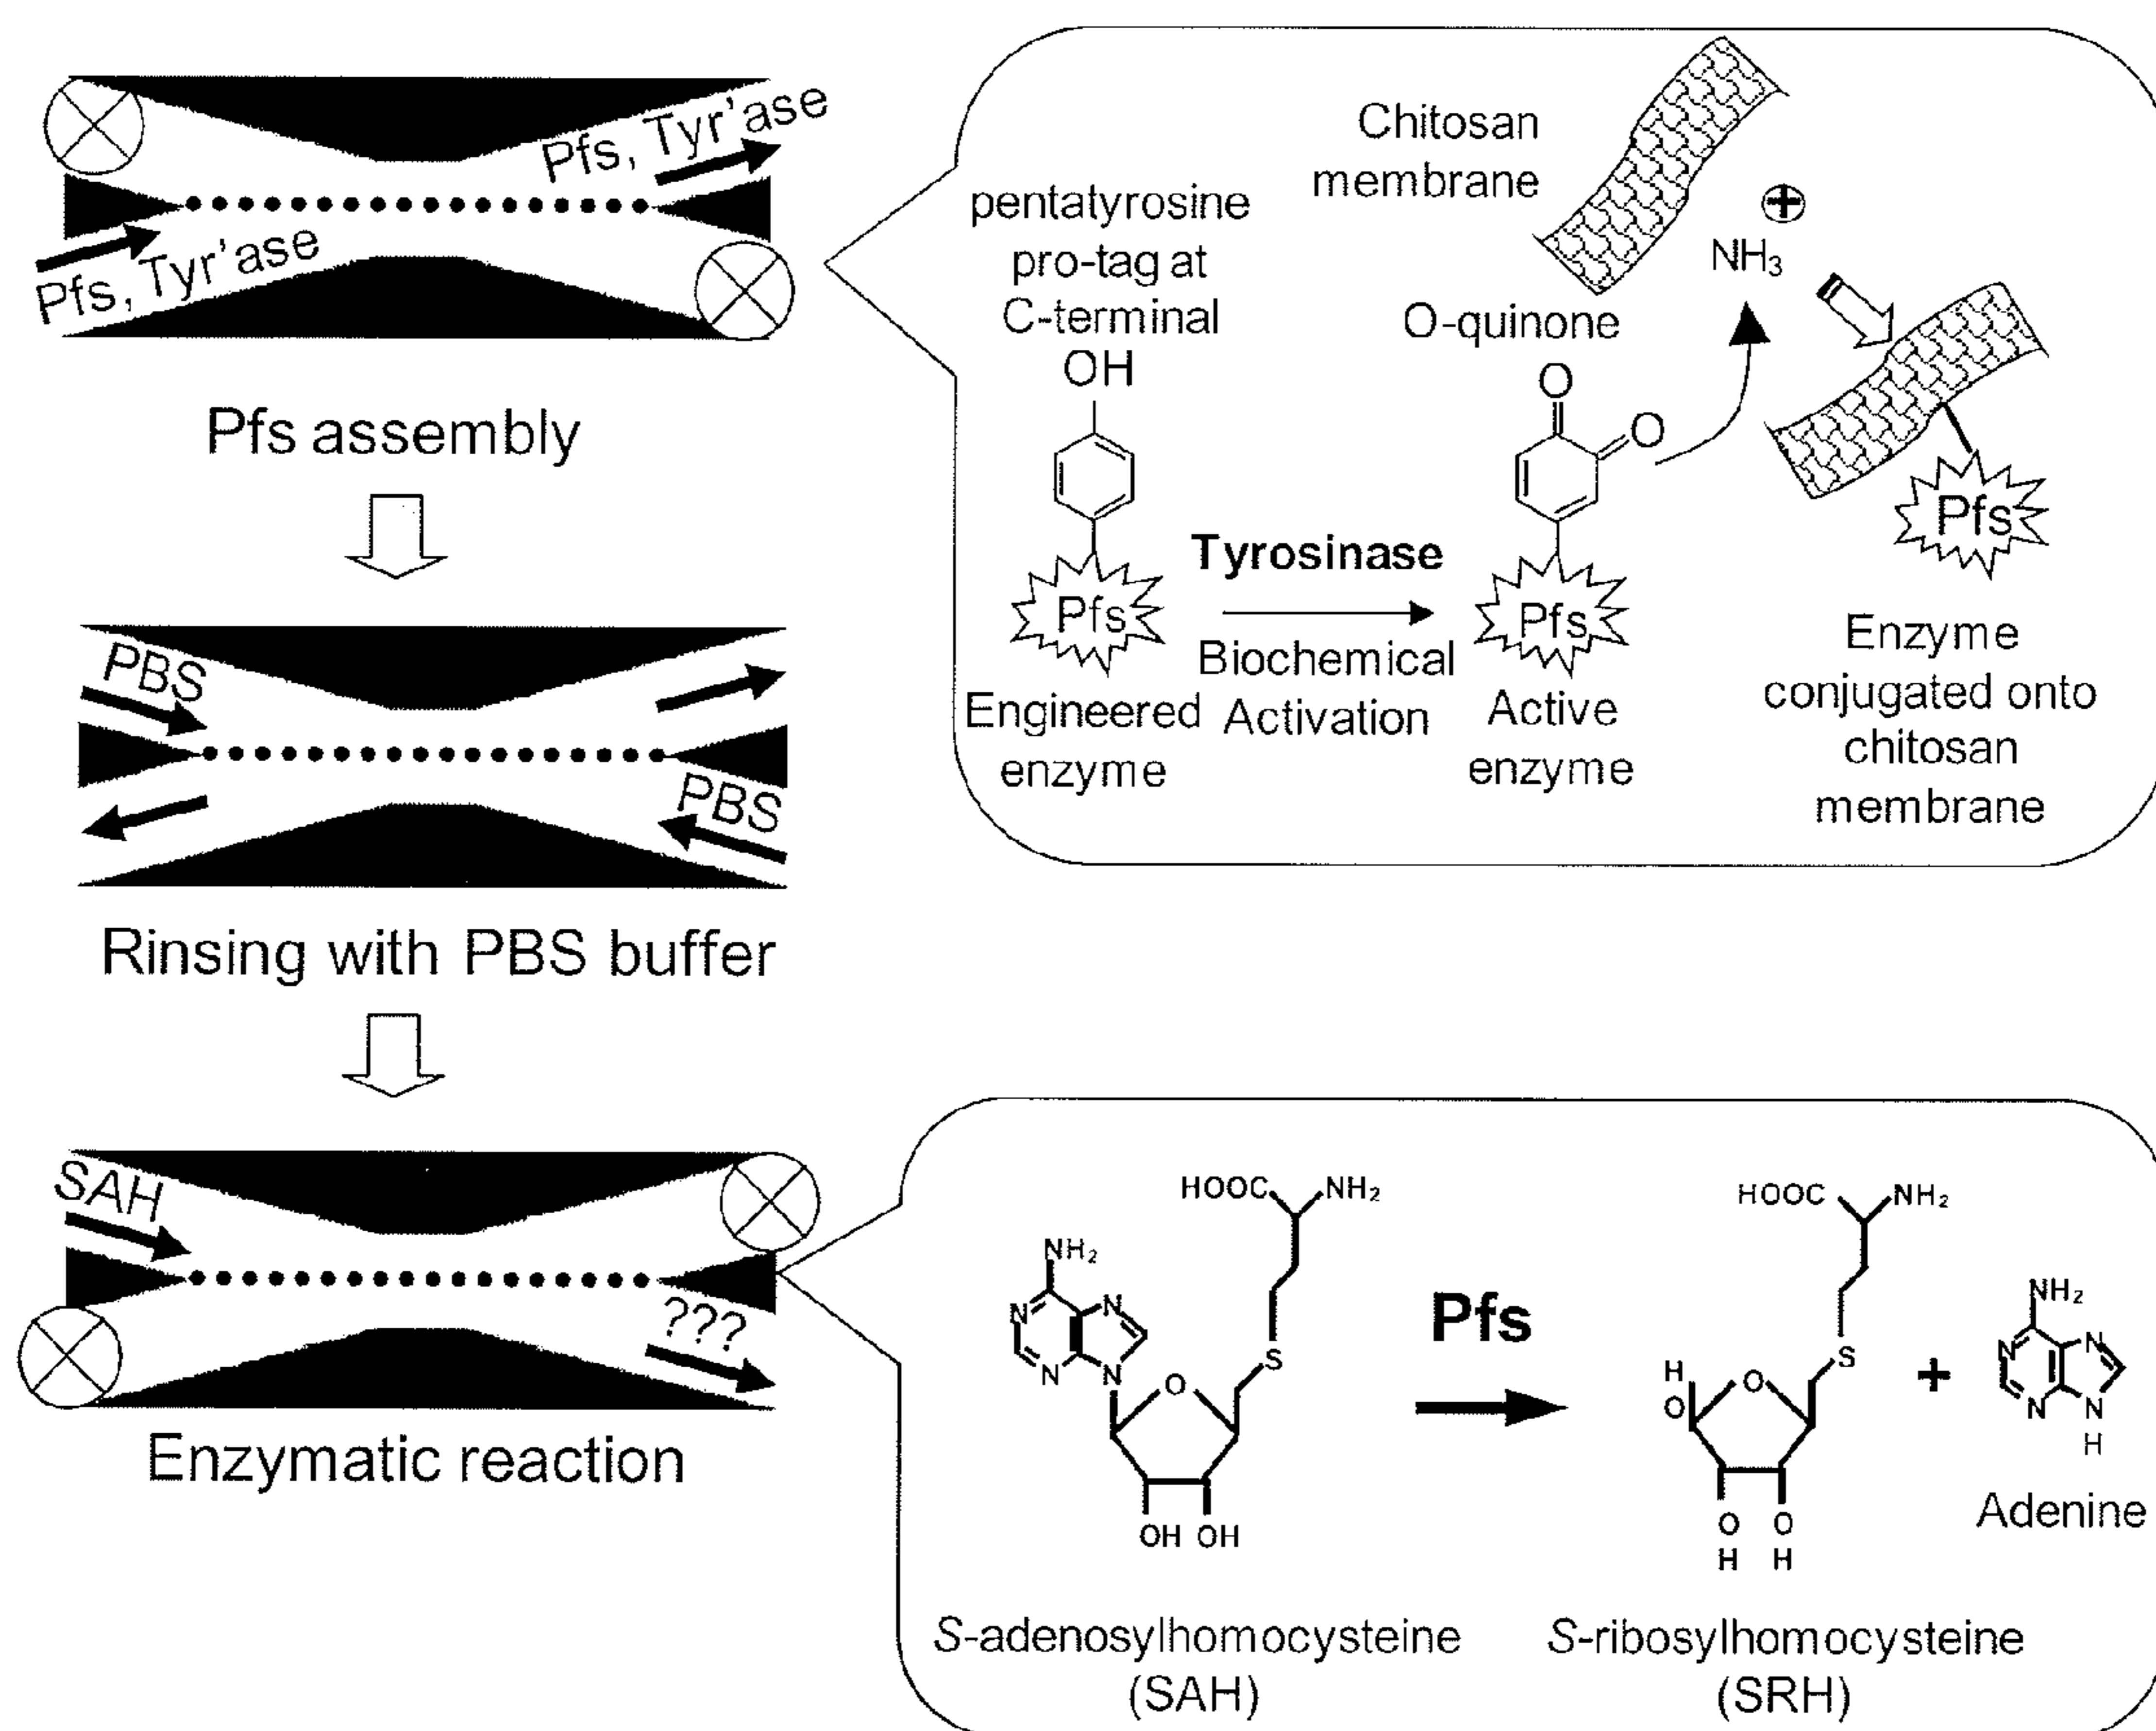 Pfs, Tyr'ase
Pfs, Tyr'ase
Pfs assembly
Chitosan
membrane
pentatyrosine
pro-tag at
C-terminal
OH
O-quinone
O
O
+
NH3
Pfs
Tyrosinase
Biochemical
Activation
Engineered
enzyme
Pfs
Active
enzyme
Pfs
Enzyme
conjugated onto
chitosan
membrane
PBS
PBS
Rinsing with PBS buffer
SAH
???
Enzymatic reaction
HOOC NH2
NH2
N N
N N
S
O
OH OH
S-adenosylhomocysteine
(SAH)
Pfs
HOOC NH2
S
H
O
O
O O
H H
S-ribosylhomocysteine
(SRH)
+
NH2
N N
N N
H
Adenine